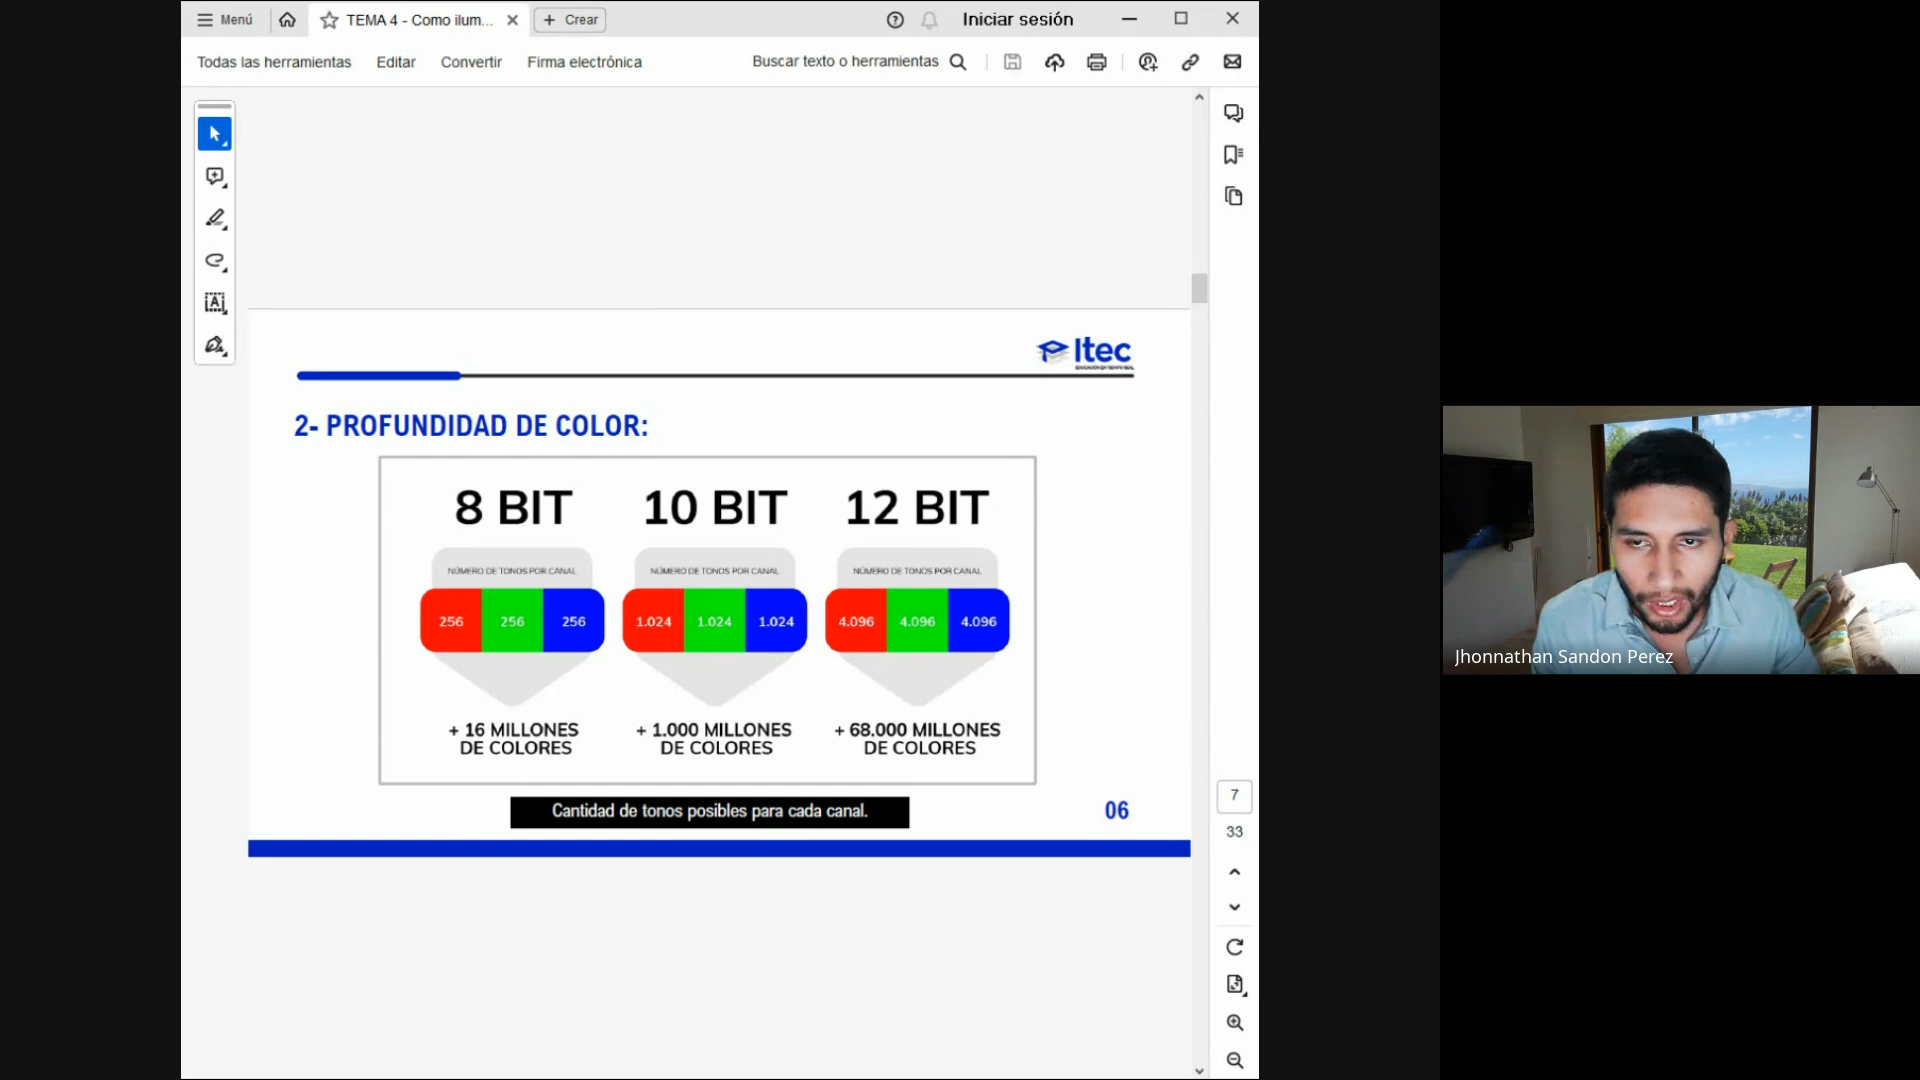 Menú
TEMA 4 - Como ilum...
Crear
Iniciar sesión
Todas las herramientas
Editar
Convertir
Firma electrónica
Buscar texto o herramientas
Itec
EDUCACIÓN EN TIEMPO REAL
2- PROFUNDIDAD DE COLOR:
8 BIT
10 BIT
12 BIT
NÚMERO DE TONOS POR CANAL
NÚMERO DE TONOS POR CANAL
NÚMERO DE TONOS POR CANAL
256 256 256
1.024 1.024 1.024
4.096 4.096 4.096
+ 16 MILLONES
DE COLORES
+ 1.000 MILLONES
DE COLORES
+ 68.000 MILLONES
DE COLORES
Cantidad de tonos posibles para cada canal.
06
7
33
Jhonnathan Sandon Perez